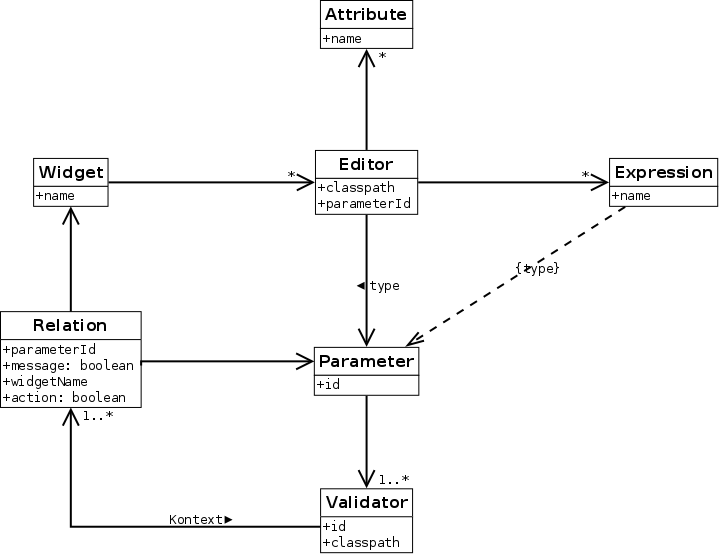 Attribute
+name
*
Widget
+name
*
Editor
+classpath
+parameterId
*
Expression
+name
{type}
◄ type
Relation
+parameterId
+message: boolean
+widgetName
+action: boolean
1..*
Parameter
+id
1..*
Kontext►
Validator
+id
+classpath